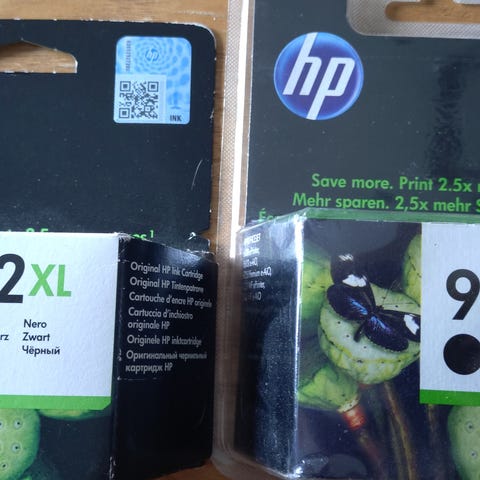 INK
hp
Save more. Print 2.5x
Mehr sparen. 2,5x mehr
2XL
Nero
Zwart
Чёрный
Original HP Ink Cartridge
Original HP Tintenpatrone
Cartouche d'encre HP originale
Cartuccia d'inchiostro
originale HP
Originele HP inktcartridge
Оригинальный чернильный
картридж HP
9